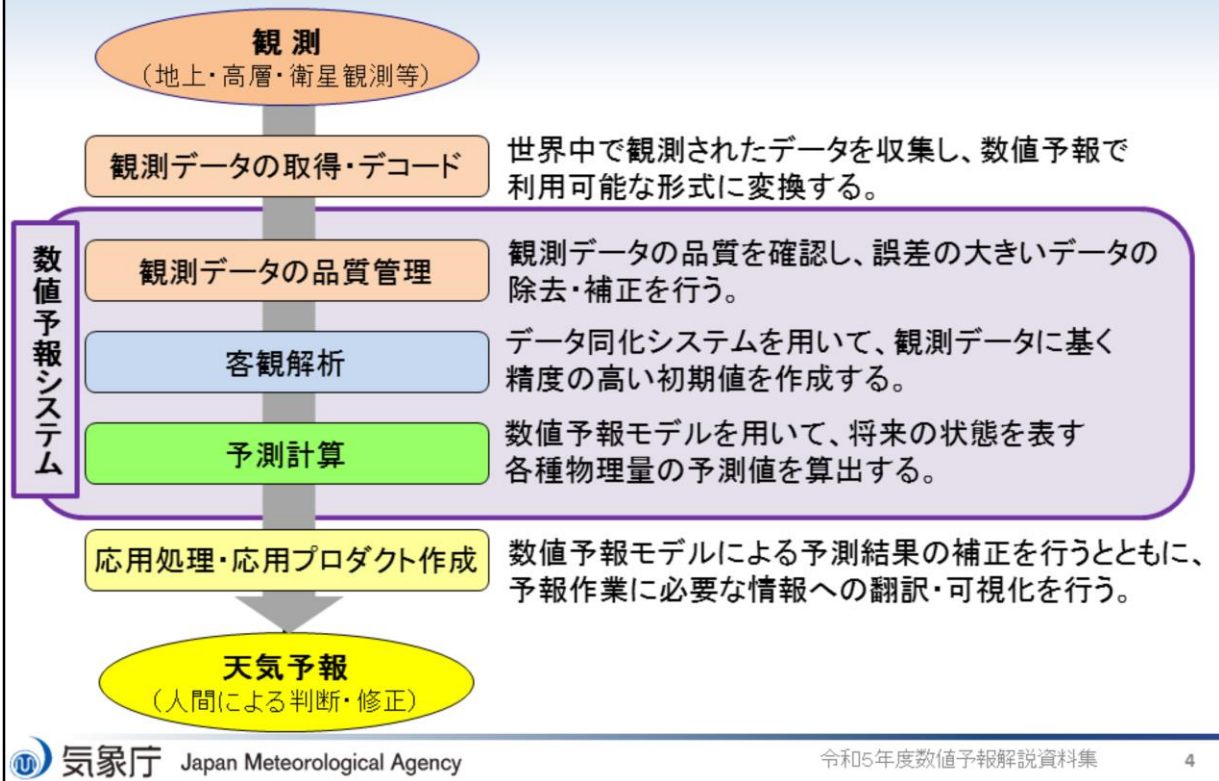 観測
(地上・高層・衛星観測等)
観測データの取得・デコード
世界中で観測されたデータを収集し、数値予報で
利用可能な形式に変換する。
数値予報システム
観測データの品質管理
観測データの品質を確認し、誤差の大きいデータの
除去・補正を行う。
客観解析
データ同化システムを用いて、観測データに基く
精度の高い初期値を作成する。
予測計算
数値予報モデルを用いて、将来の状態を表す
各種物理量の予測値を算出する。
応用処理・応用プロダクト作成
数値予報モデルによる予測結果の補正を行うとともに、
予報作業に必要な情報への翻訳・可視化を行う。
天気予報
(人間による判断・修正)
気象庁 Japan Meteorological Agency
令和5年度数値予報解説資料集
4